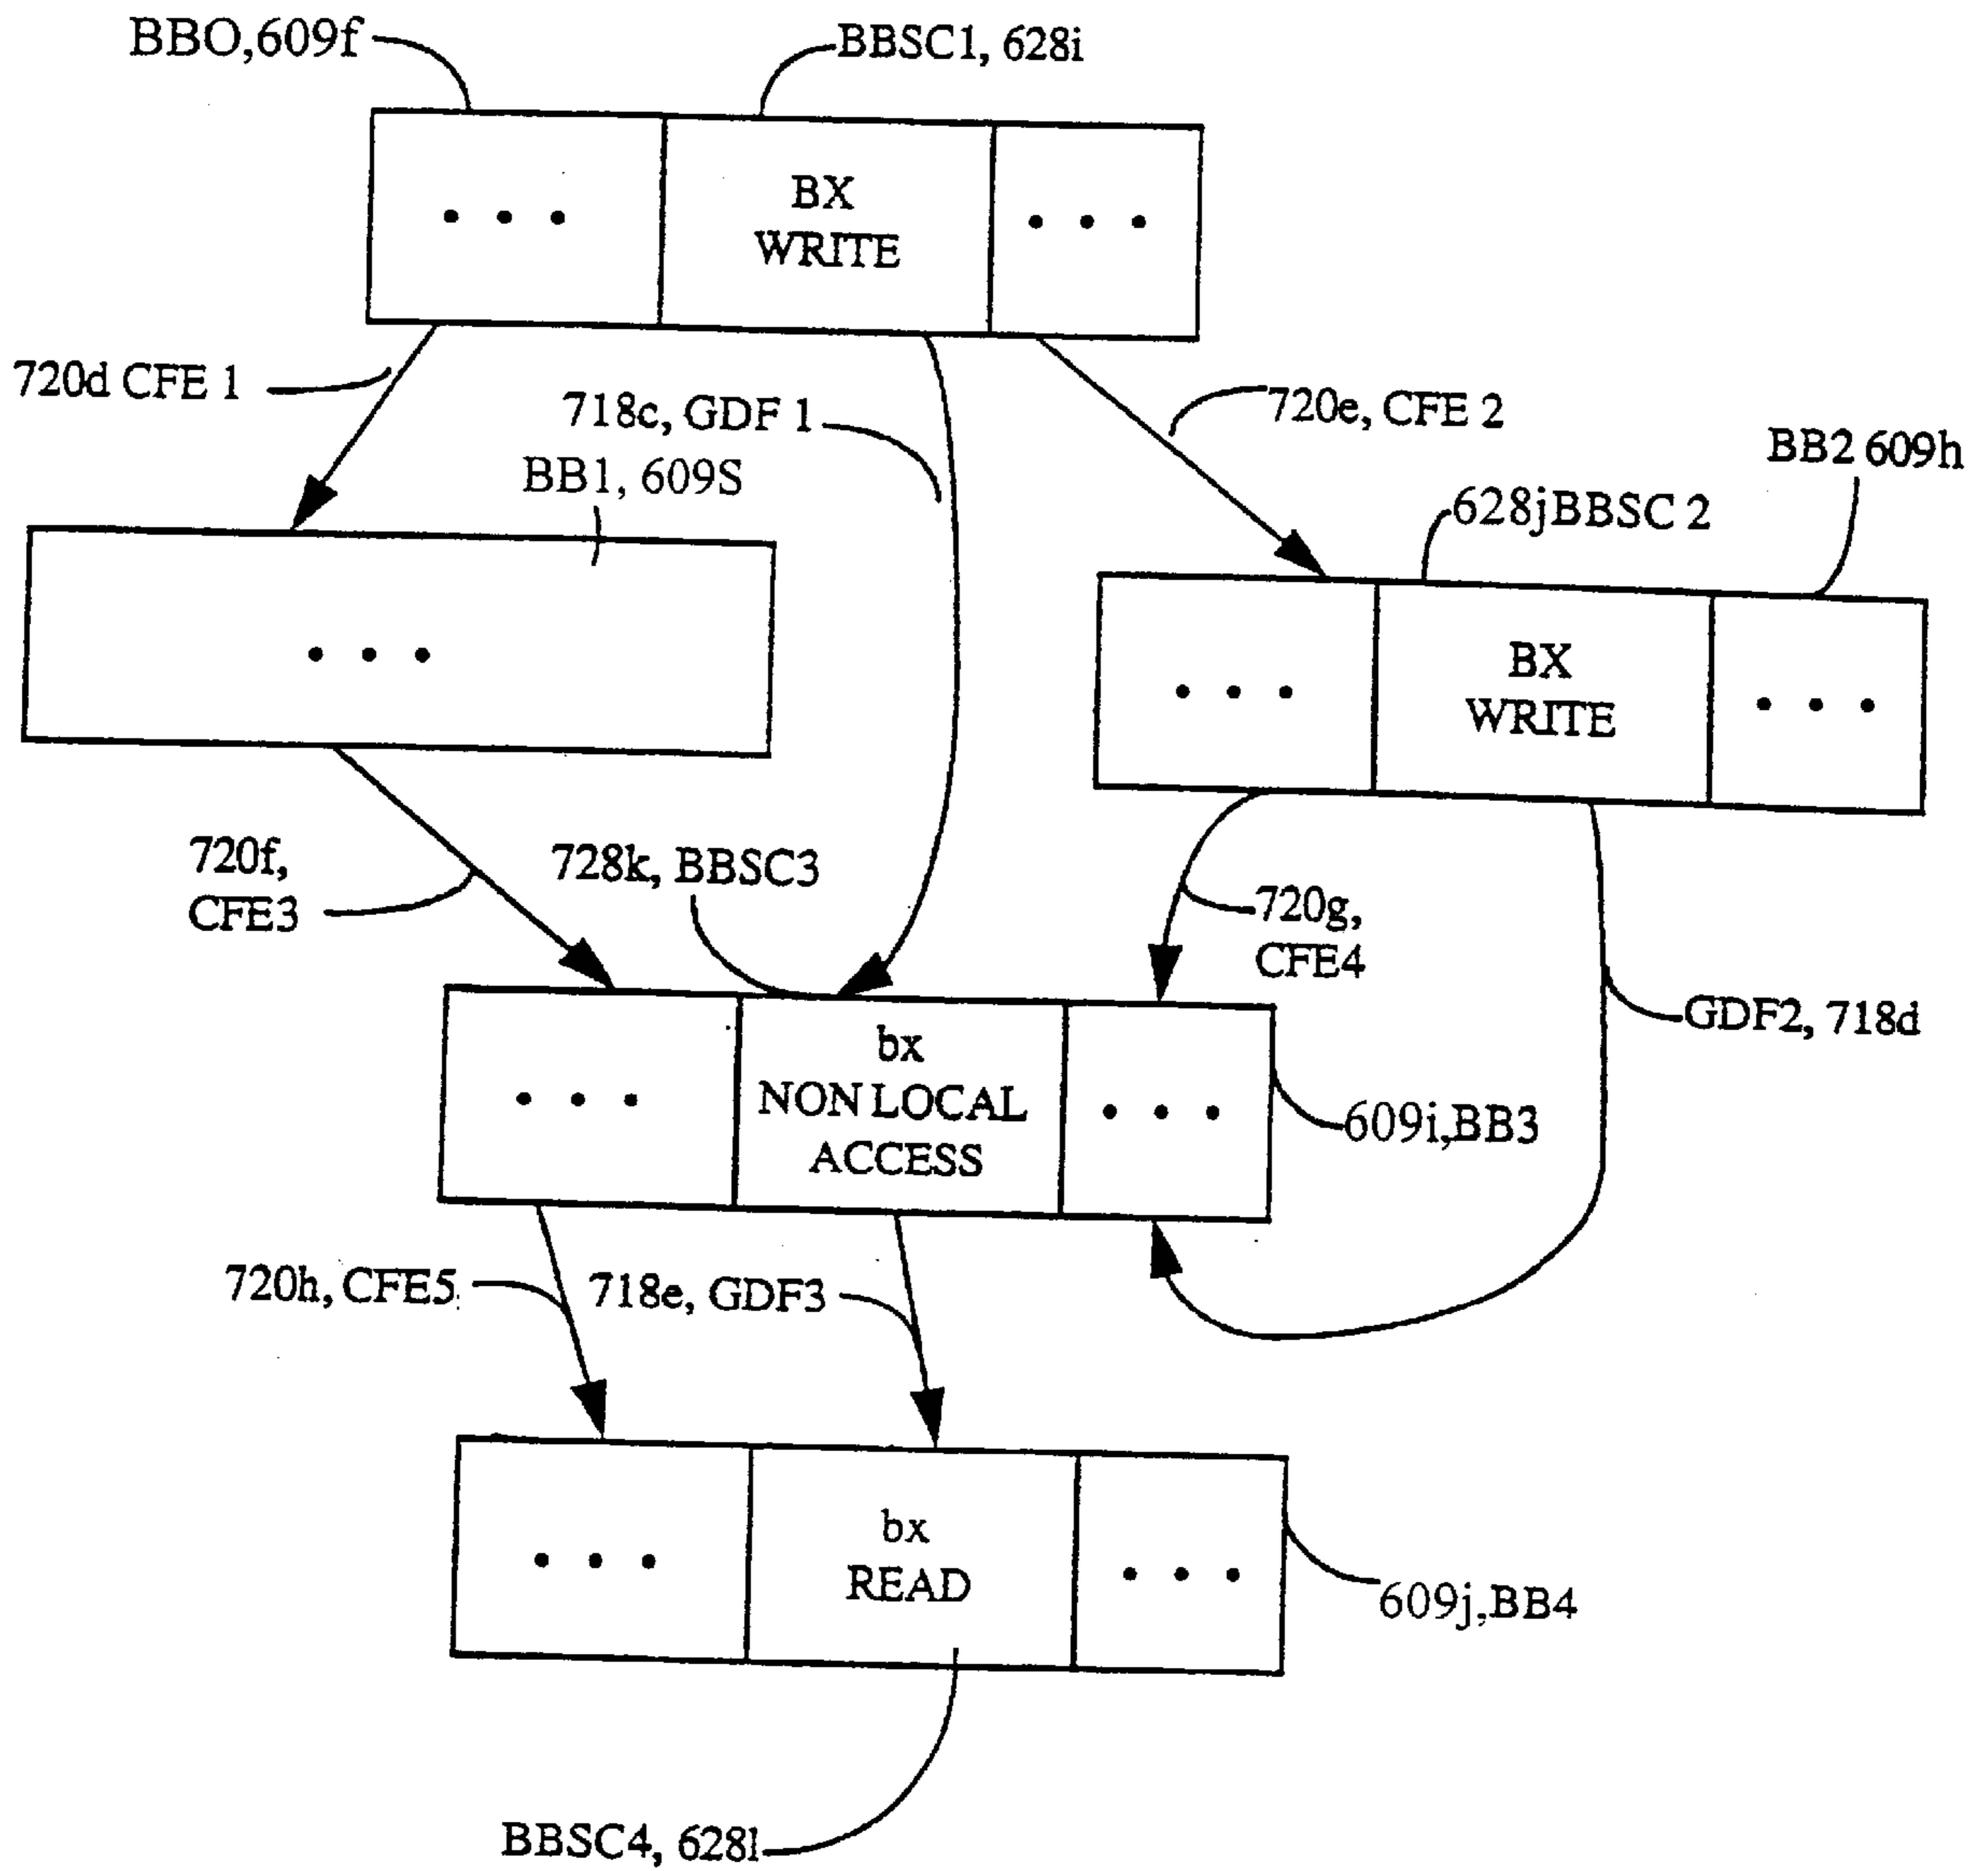 BBO,609f
BBSC1, 628i
• • •
BX
WRITE
• • •
720d CFE 1
718c, GDF 1
720e, CFE 2
BB2 609h
BB1, 609S
628jBBSC 2
• • •
• • •
BX
WRITE
• • •
720f,
CFE3
728k, BBSC3
720g,
CFE4
GDF2, 718d
• • •
bx
NON LOCAL
ACCESS
• • •
609i,BB3
720h, CFE5
718e, GDF3
• • •
bx
READ
• • •
609j,BB4
BBSC4, 628l